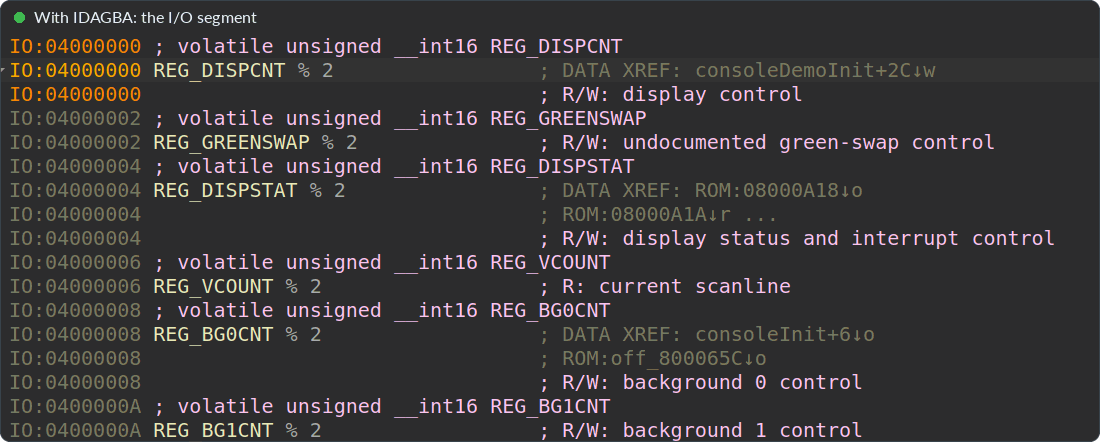 With IDAGBA: the I/O segment
IO:04000000 ; volatile unsigned __int16 REG_DISPCNT
IO:04000000 REG_DISPCNT % 2 ; DATA XREF: consoleDemoInit+2C↓w
IO:04000000 ; R/W: display control
IO:04000002 ; volatile unsigned __int16 REG_GREENSWAP
IO:04000002 REG_GREENSWAP % 2 ; R/W: undocumented green-swap control
IO:04000004 ; volatile unsigned __int16 REG_DISPSTAT
IO:04000004 REG_DISPSTAT % 2 ; DATA XREF: ROM:08000A18↓o
IO:04000004 ; ROM:08000A1A↓r ...
IO:04000004 ; R/W: display status and interrupt control
IO:04000006 ; volatile unsigned __int16 REG_VCOUNT
IO:04000006 REG_VCOUNT % 2 ; R: current scanline
IO:04000008 ; volatile unsigned __int16 REG_BG0CNT
IO:04000008 REG_BG0CNT % 2 ; DATA XREF: consoleInit+6↓o
IO:04000008 ; ROM:off_800065C↓o
IO:04000008 ; R/W: background 0 control
IO:0400000A ; volatile unsigned __int16 REG_BG1CNT
IO:0400000A REG_BG1CNT % 2 ; R/W: background 1 control